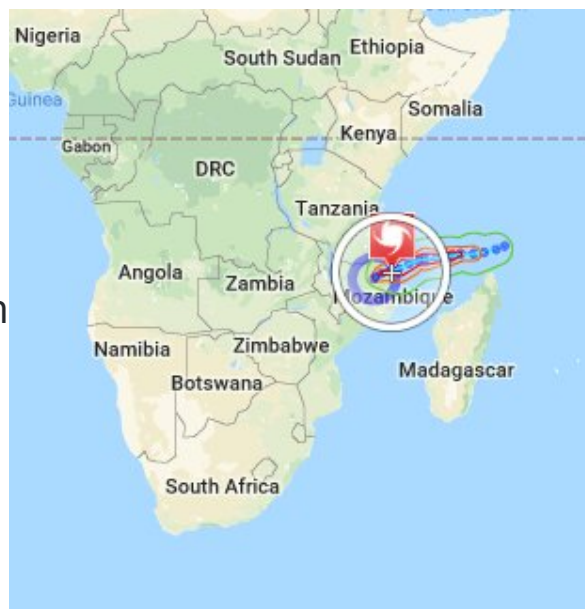 Nigeria
Ethiopia
South Sudan
Guinea
Somalia
Gabon
Kenya
DRC
Tanzania
Angola
Zambia
Mozambique
Namibia
Zimbabwe
Madagascar
Botswana
South Africa